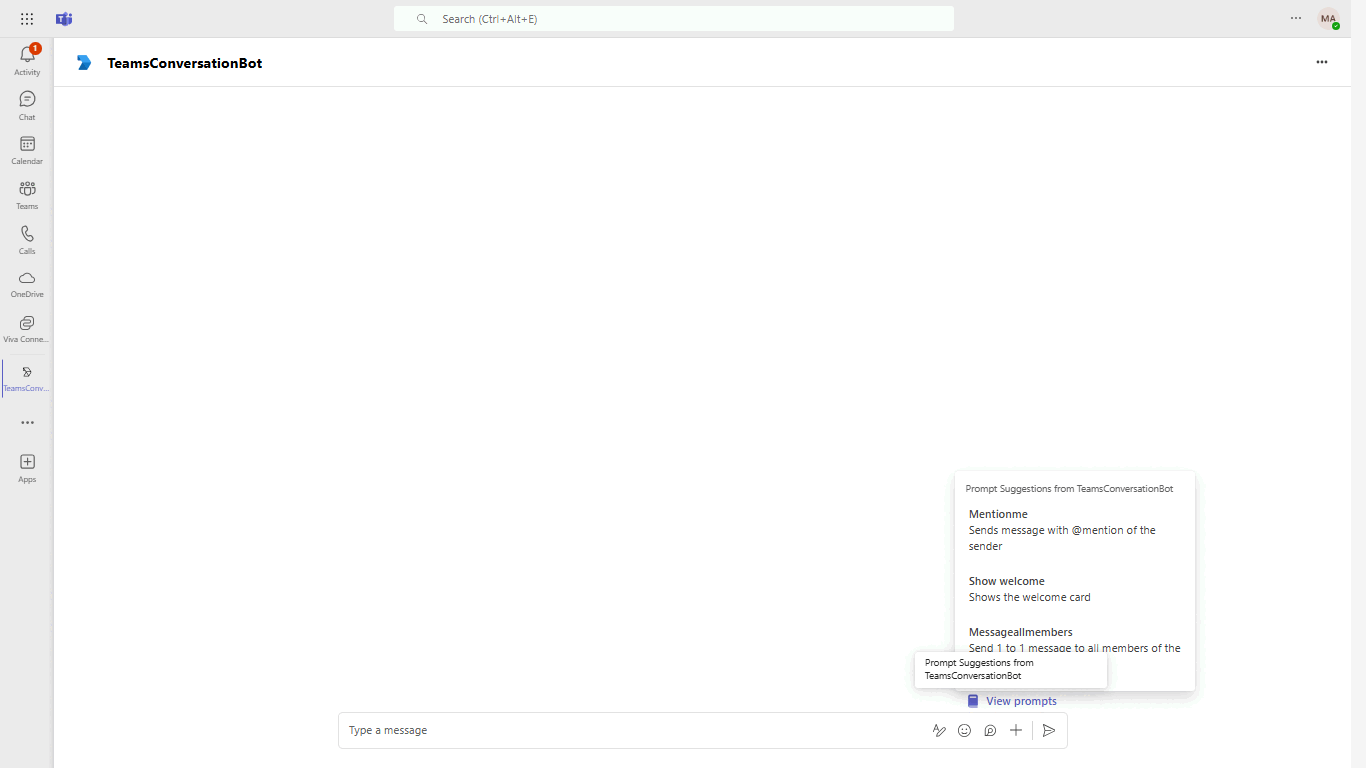 Search (Ctrl+Alt+E)
MA
1
Activity
Chat
Calendar
Teams
Calls
OneDrive
Viva Conne...
TeamsConv...
Apps
TeamsConversationBot
Prompt Suggestions from TeamsConversationBot
Mentionme
Sends message with @mention of the
sender
Show welcome
Shows the welcome card
Messageallmembers
Send 1 to 1 message to all members of the
Prompt Suggestions from
TeamsConversationBot
View prompts
Type a message